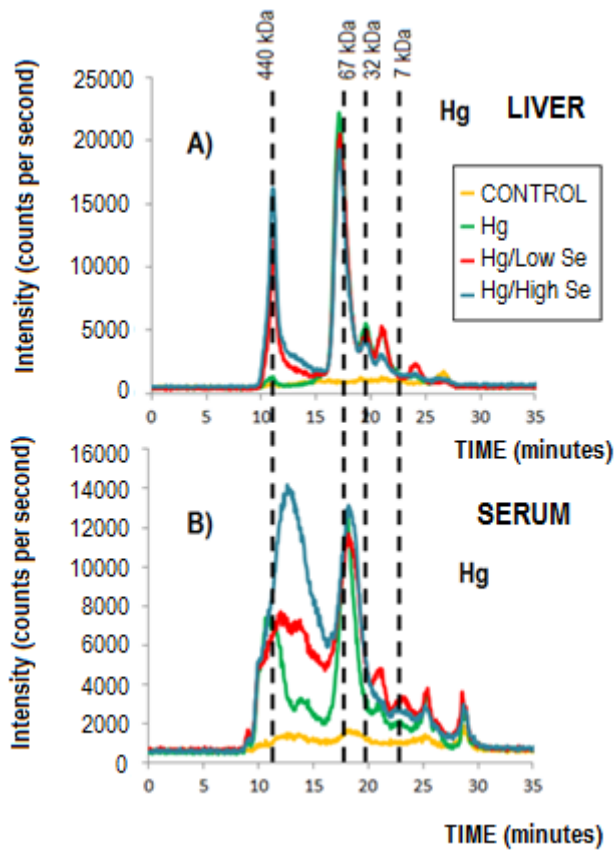 440 kDa
67 kDa
32 kDa
7 kDa
Intensity (counts per second)
25000
20000
15000
10000
5000
0
A)
Hg LIVER
CONTROL
Hg
Hg/Low Se
Hg/High Se
0 5 10 15 20 25 30 35
TIME (minutes)
Intensity (counts per second)
16000
14000
12000
10000
8000
6000
4000
2000
0
B)
SERUM
Hg
0 5 10 15 20 25 30 35
TIME (minutes)